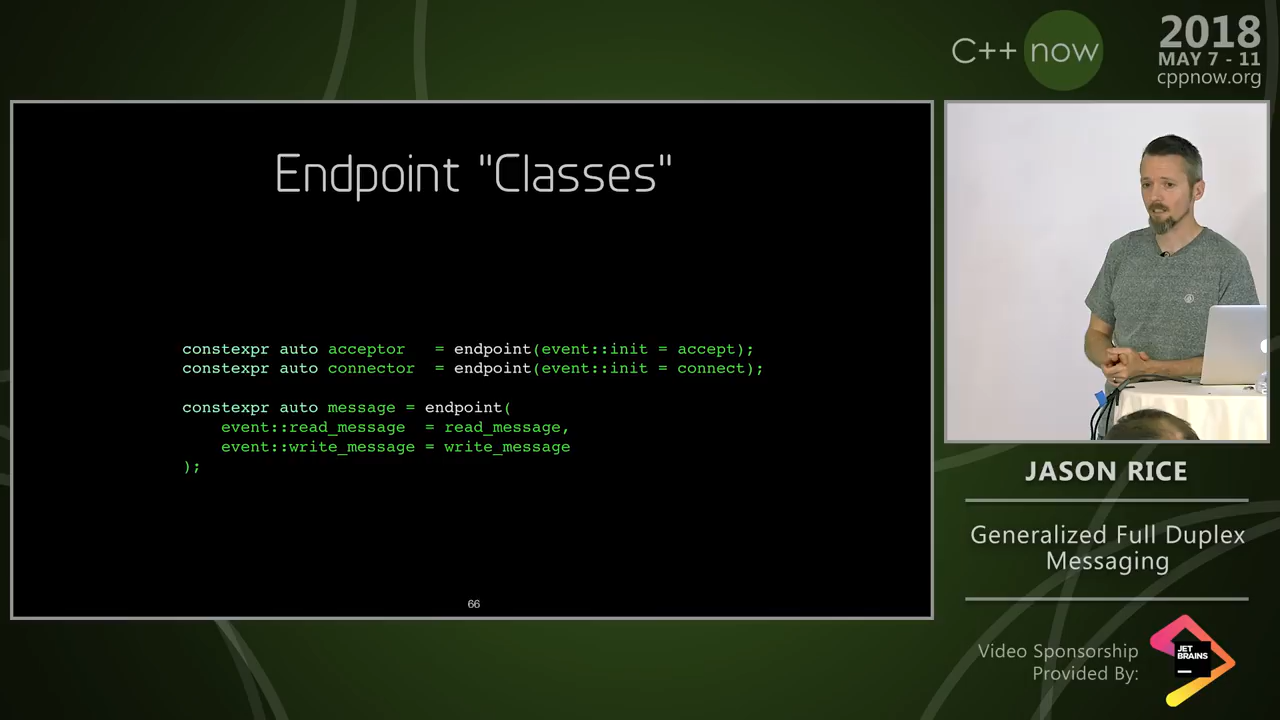 C++ now
2018
MAY 7 - 11
cppnow.org
Endpoint "Classes"
constexpr auto acceptor   = endpoint(event::init = accept);
constexpr auto connector  = endpoint(event::init = connect);
constexpr auto message = endpoint(
    event::read_message  = read_message,
    event::write_message = write_message
);
66
JASON RICE
Generalized Full Duplex
Messaging
Video Sponsorship
Provided By:
JET
BRAINS